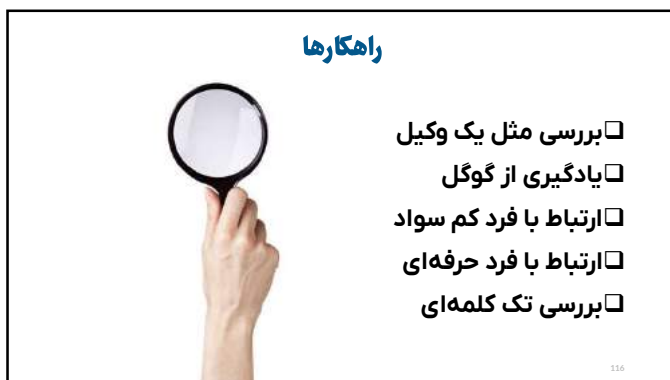 راهکارها
❑بررسی مثل یک وکیل
❑یادگیری از گوگل
❑ارتباط با فرد کم سواد
❑ارتباط با فرد حرفه‌ای
❑بررسی تک کلمه‌ای
116